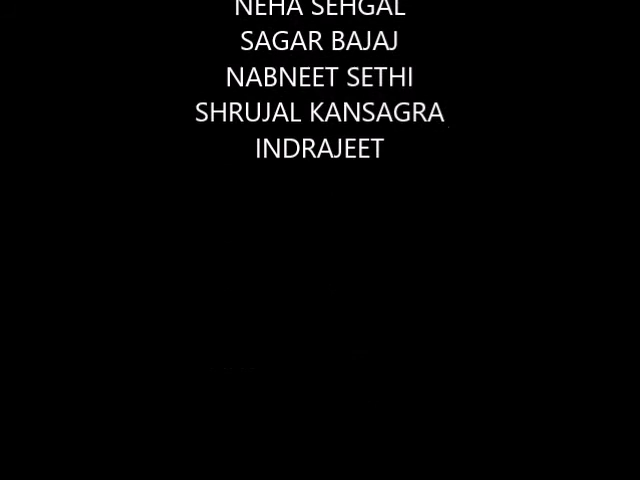 NEHA SEHGAL
SAGAR BAJAJ
NABNEET SETHI
SHRUJAL KANSAGRA
INDRAJEET